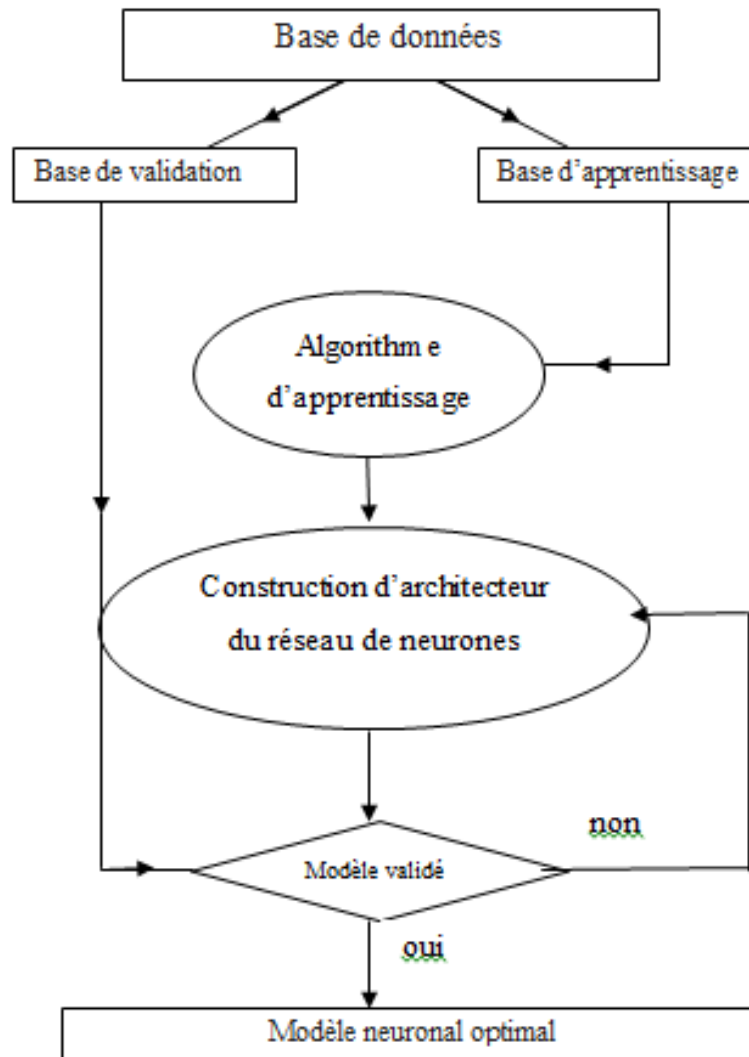 Base de données
Base de validation
Base d'apprentissage
Algorithm e
d'apprentissage
Construction d'architecteur
du réseau de neurones
non
Modèle validé
oui
Modèle neuronal optimal